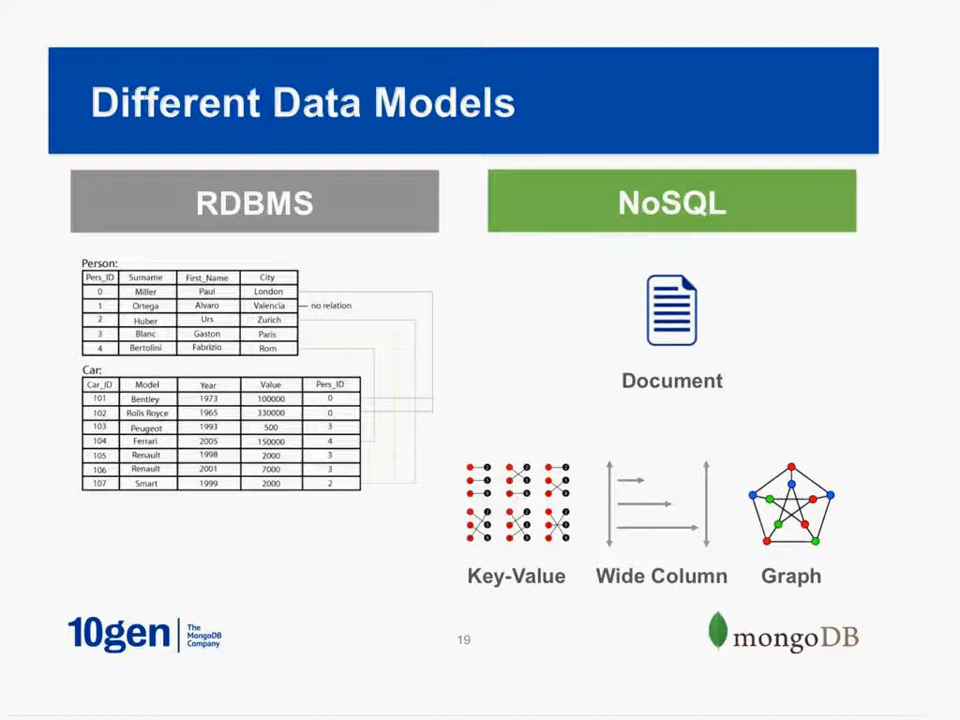 Different Data Models
RDBMS
NoSQL
Person:
Pers_ID Surname First_Name City
0 Miller Paul London
1 Ortega Alvaro Valencia no relation
2 Huber Urs Zurich
3 Blanc Gaston Paris
4 Bertolini Fabrizio Rom
Car:
Car_ID Model Year Value Pers_ID
101 Bentley 1973 100000 0
102 Rolls Royce 1965 330000 0
103 Peugeot 1993 500 3
104 Ferrari 2005 150000 4
105 Renault 1998 2000 3
106 Renault 2001 7000 3
107 Smart 1999 2000 2
Document
Key-Value
Wide Column
Graph
10gen
The
MongoDB
Company
19
mongoDB